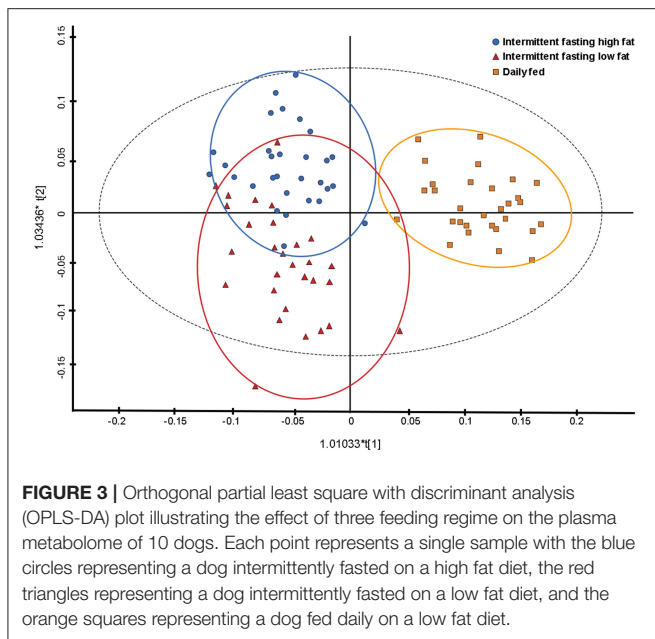 0.15
0.1
0.05
0
-0.05
-0.1
-0.15
1.03436* t[2]
Intermittent fasting high fat
Intermittent fasting low fat
Daily fed
-0.2
-0.1
-0.05
0
0.1
0.15
0.2
1.01033*t[1]
FIGURE 3 | Orthogonal partial least square with discriminant analysis
(OPLS-DA) plot illustrating the effect of three feeding regime on the plasma
metabolome of 10 dogs. Each point represents a single sample with the blue
circles representing a dog intermittently fasted on a high fat diet, the red
triangles representing a dog intermittently fasted on a low fat diet, and the
orange squares representing a dog fed daily on a low fat diet.